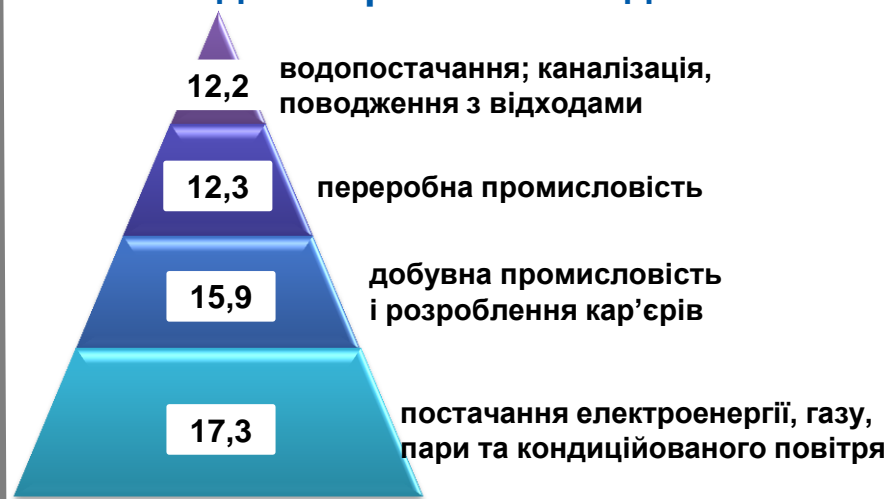 12,2
водопостачання; каналізація,
поводження з відходами
12,3
переробна промисловість
15,9
добувна промисловість
і розроблення кар’єрів
17,3
постачання електроенергії, газу,
пари та кондиційованого повітря